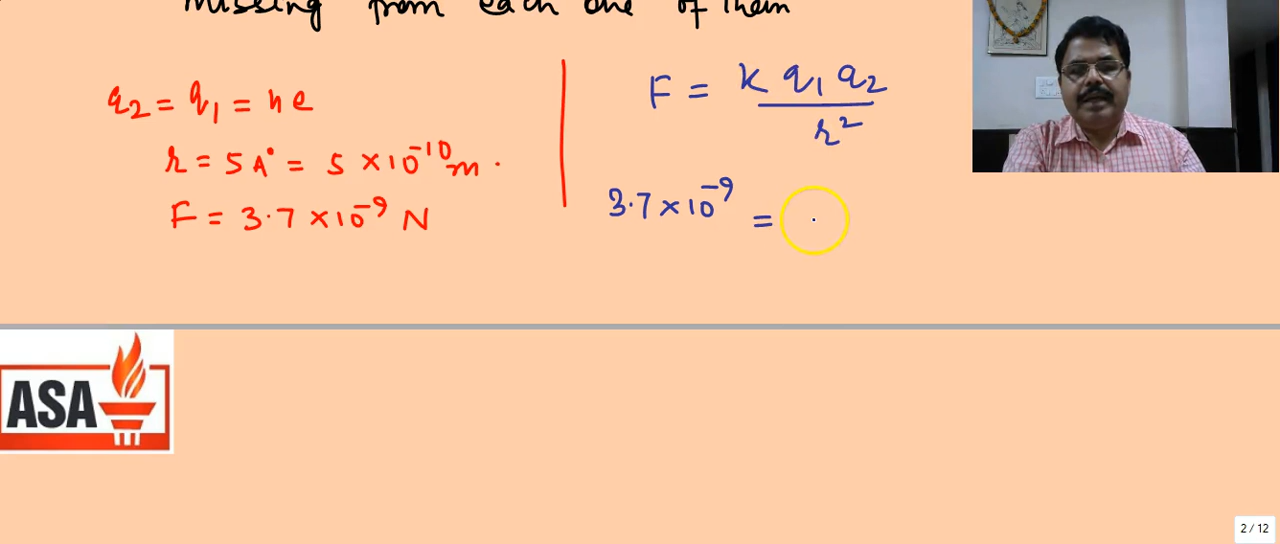 missing from each one of them
q₂ = q₁ = ne
r = 5 A° = 5 × 10⁻¹⁰ m.
F = 3.7 × 10⁻⁹ N
F = k q₁ q₂
r²
3.7 × 10⁻⁹ =
ASA
2 / 12